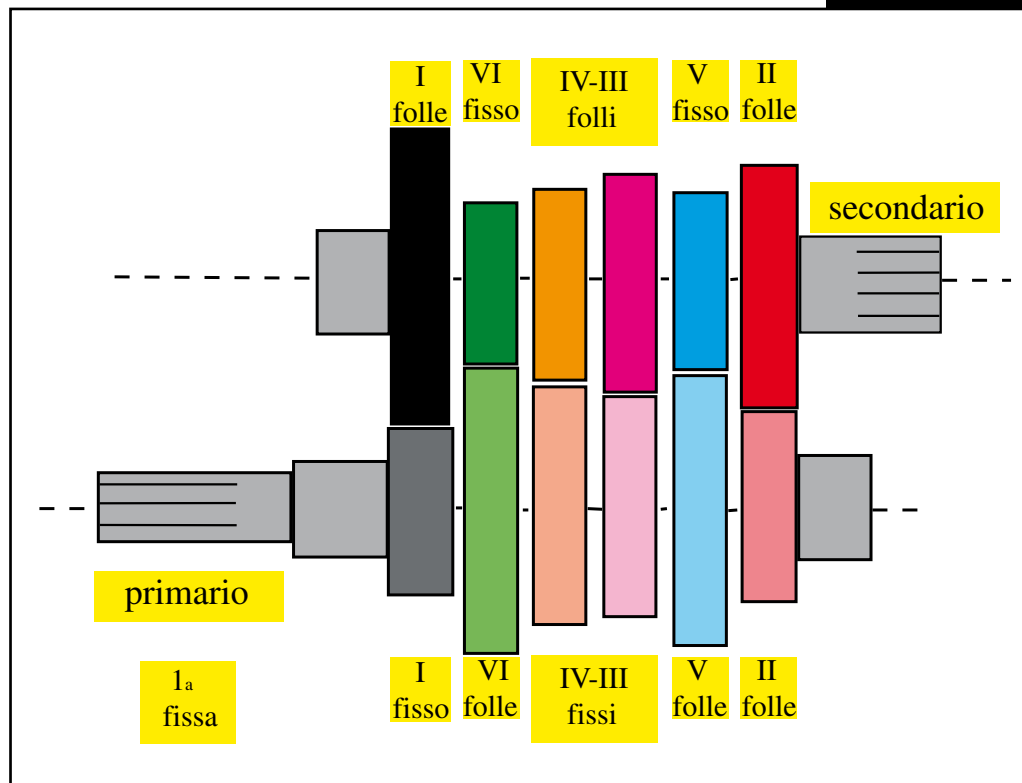 I
folle
VI
fisso
IV-III
folli
V
fisso
II
folle
secondario
primario
1a
fissa
I
fisso
VI
folle
IV-III
fissi
V
folle
II
folle